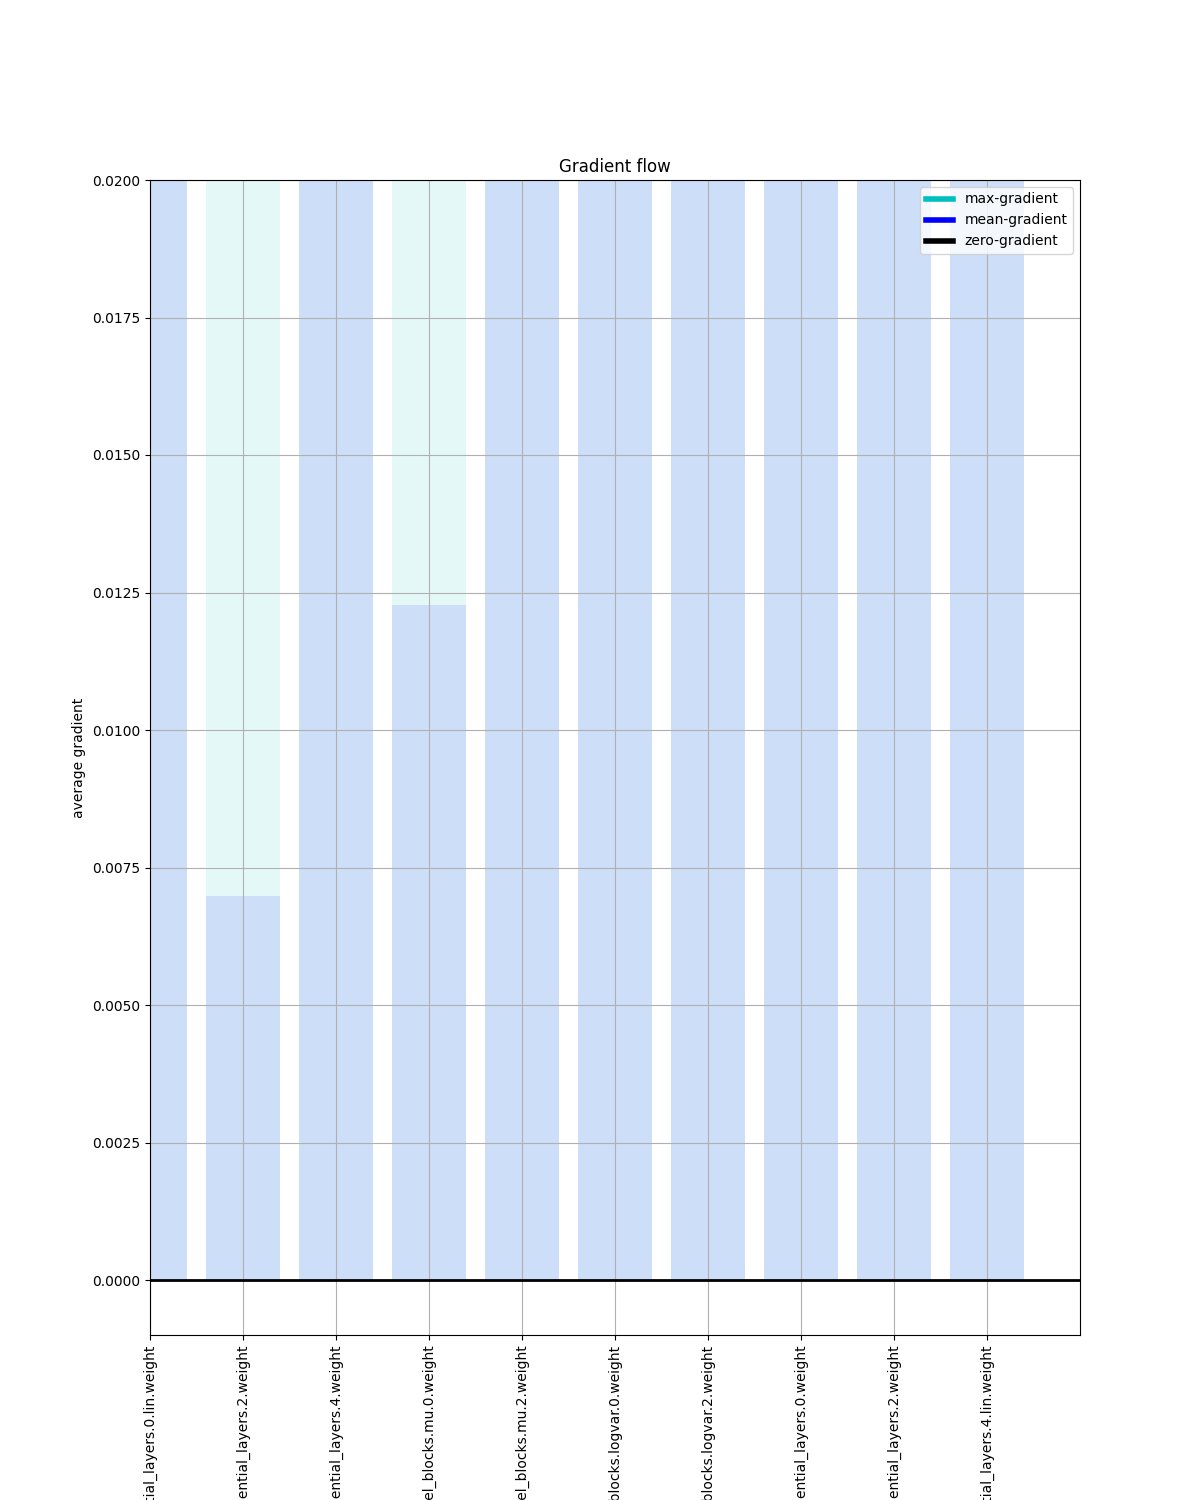 Gradient flow
max-gradient
mean-gradient
zero-gradient
0.0200
0.0175
0.0150
0.0125
0.0100
0.0075
0.0050
0.0025
0.0000
average gradient
tial_layers.0.lin.weight
ential_layers.2.weight
ential_layers.4.weight
el_blocks.mu.0.weight
el_blocks.mu.2.weight
blocks.logvar.0.weight
blocks.logvar.2.weight
ential_layers.0.weight
ential_layers.2.weight
tial_layers.4.lin.weight